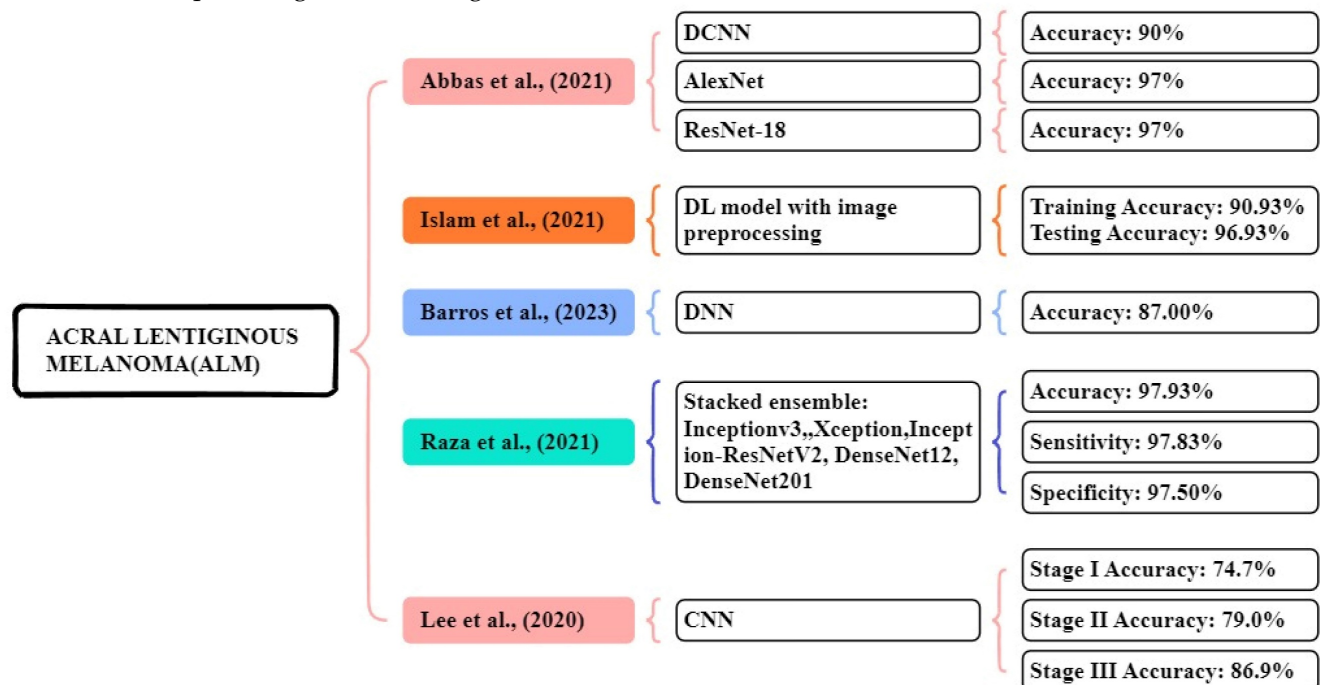 ACRAL LENTIGINOUS
MELANOMA(ALM)
Abbas et al., (2021)
DCNN
Accuracy: 90%
AlexNet
Accuracy: 97%
ResNet-18
Accuracy: 97%
Islam et al., (2021)
DL model with image
preprocessing
Training Accuracy: 90.93%
Testing Accuracy: 96.93%
Barros et al., (2023)
DNN
Accuracy: 87.00%
Raza et al., (2021)
Stacked ensemble:
Inceptionv3,,Xception,Incept
ion-ResNetV2, DenseNet12,
DenseNet201
Accuracy: 97.93%
Sensitivity: 97.83%
Specificity: 97.50%
Lee et al., (2020)
CNN
Stage I Accuracy: 74.7%
Stage II Accuracy: 79.0%
Stage III Accuracy: 86.9%